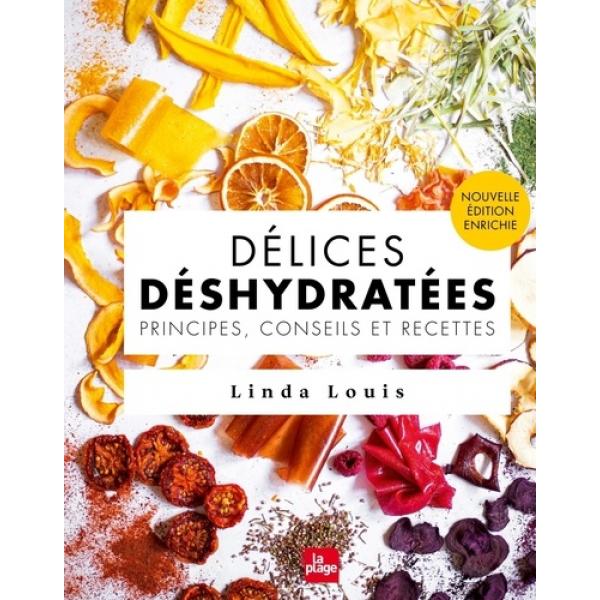 NOUVELLE
ÉDITION
ENRICHIE
DÉLICES
DÉSHYDRATÉES
PRINCIPES, CONSEILS ET RECETTES
Linda Louis
la
plage